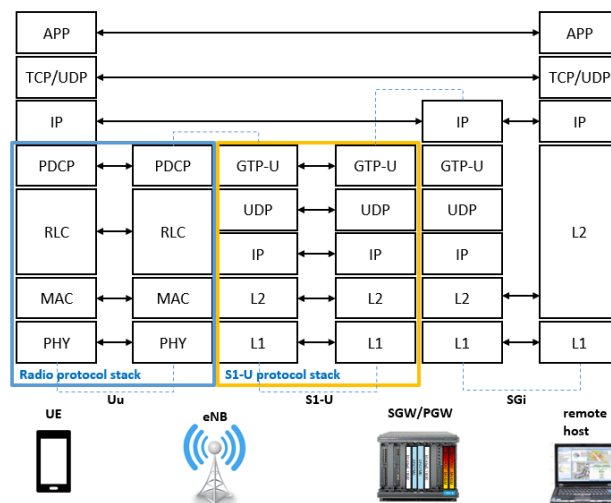 APP
APP
TCP/UDP
TCP/UDP
IP
IP
IP
PDCP
PDCP
GTP-U
GTP-U
GTP-U
RLC
RLC
UDP
UDP
UDP
L2
IP
IP
IP
MAC
MAC
L2
L2
L2
PHY
PHY
L1
L1
L1
L1
Radio protocol stack
S1-U protocol stack
Uu
S1-U
SGi
UE
eNB
SGW/PGW
remote
host